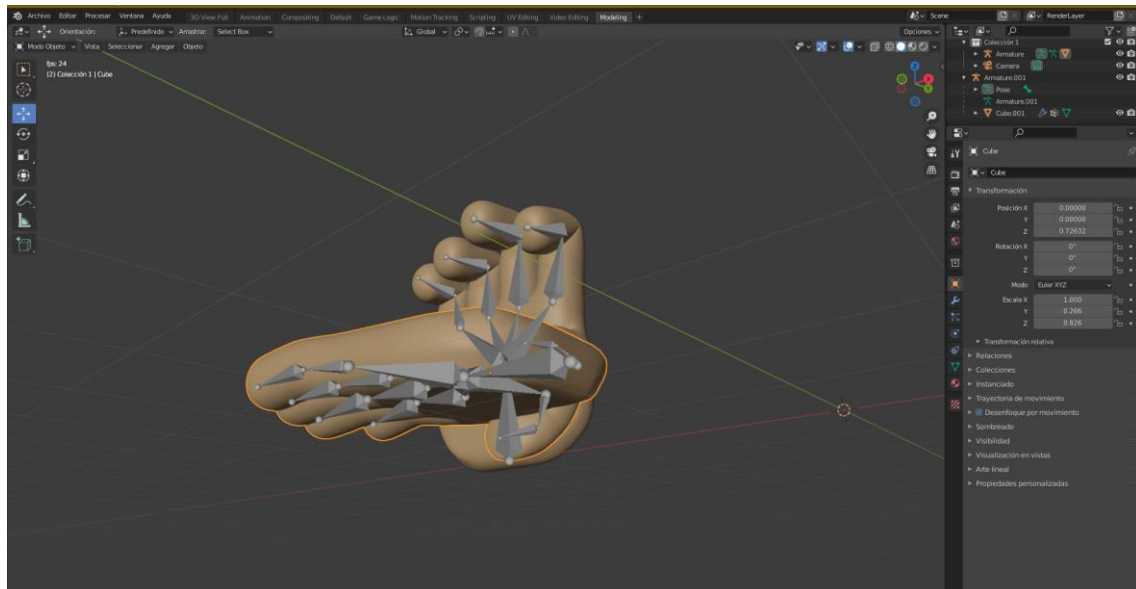 Archivo Editar Procesar Ventana Ayuda 3D View Full Animation Compositing Default Game Logic Motion Tracking Scripting UV Editing Video Editing Modeling + Scene RenderLayer
Orientación: Predefinido Arrastrar: Select Box Global Opciones
Modo Objeto Vista Seleccionar Agregar Objeto
fps: 24
(2) Colección 1 | Cube
Colección 1
Armature
Camera
Armature.001
Pose
Armature.001
Cube.001
Cube
Cube
Transformación
Posición X 0.00000
Y 0.00000
Z 0.72632
Rotación X 0°
Y 0°
Z 0°
Modo Euler XYZ
Escala X 1.000
Y 0.266
Z 0.826
Transformación relativa
Relaciones
Colecciones
Instanciado
Trayectoria de movimiento
Desenfoque por movimiento
Sombreado
Visibilidad
Visualización en vistas
Arte lineal
Propiedades personalizadas